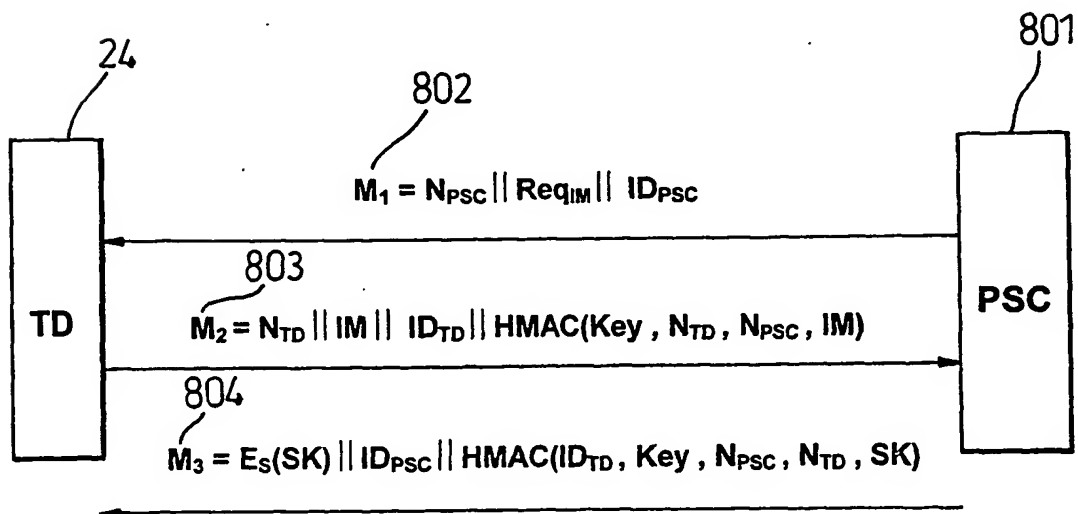 24
801
802
M₁ = N_PSC || Req_IM || ID_PSC
803
TD
PSC
M₂ = N_TD || IM || ID_TD || HMAC(Key , N_TD , N_PSC , IM)
804
M₃ = E_S(SK) || ID_PSC || HMAC(ID_TD , Key , N_PSC , N_TD , SK)